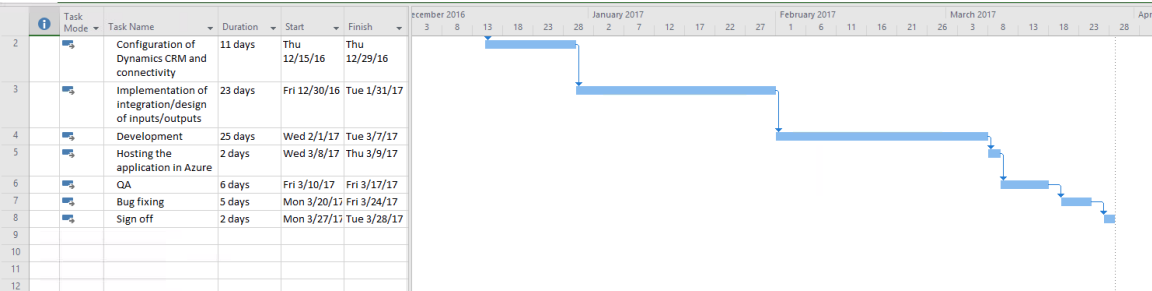 ecember 2016 January 2017 February 2017 March 2017 Apr
Task Mode Task Name Duration Start Finish 3 8 13 18 23 28 2 7 12 17 22 27 1 6 11 16 21 26 3 8 13 18 23 28
2 Configuration of Dynamics CRM and connectivity 11 days Thu 12/15/16 Thu 12/29/16
3 Implementation of integration/design of inputs/outputs 23 days Fri 12/30/16 Tue 1/31/17
4 Development 25 days Wed 2/1/17 Tue 3/7/17
5 Hosting the application in Azure 2 days Wed 3/8/17 Thu 3/9/17
6 QA 6 days Fri 3/10/17 Fri 3/17/17
7 Bug fixing 5 days Mon 3/20/17 Fri 3/24/17
8 Sign off 2 days Mon 3/27/17 Tue 3/28/17
9
10
11
12